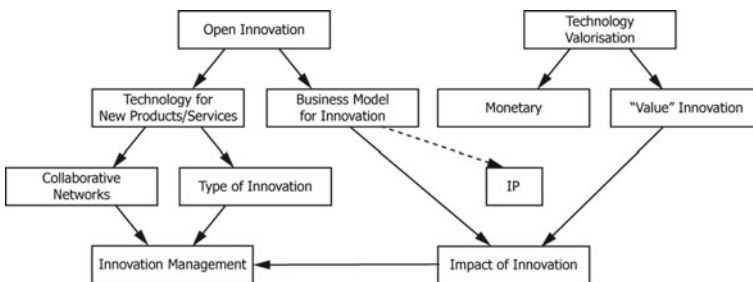 Open Innovation
Technology
Valorisation
Technology for
New Products/Services
Business Model
for Innovation
Monetary
“Value” Innovation
Collaborative
Networks
Type of Innovation
IP
Innovation Management
Impact of Innovation